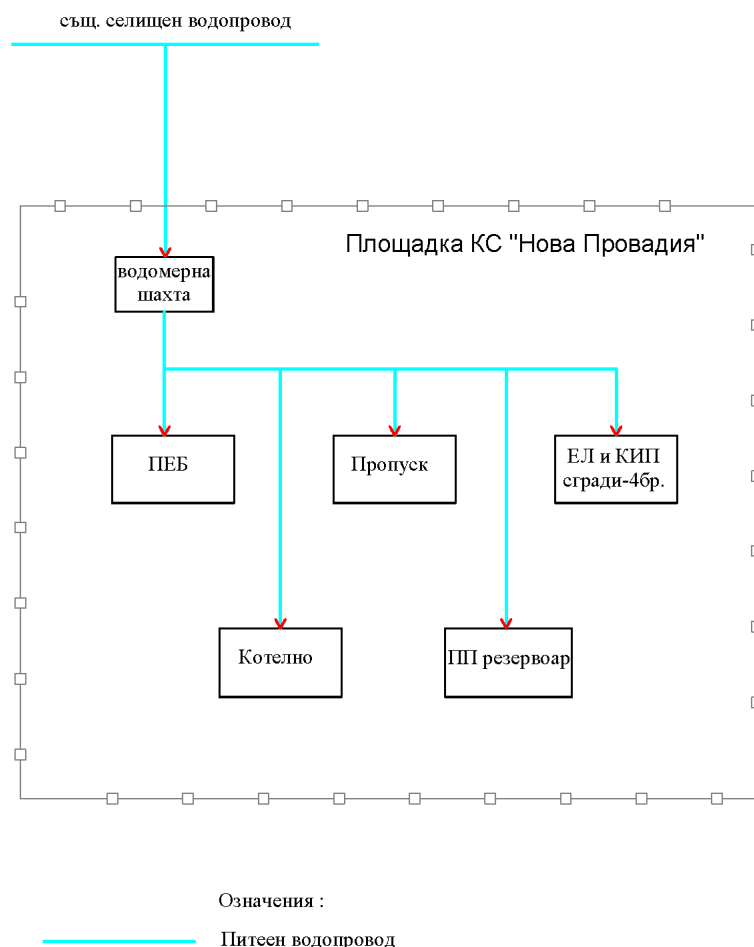 същ. селищен водопровод
Площадка КС "Нова Провадия"
водомерна
шахта
ПЕБ
Пропуск
ЕЛ и КИП
сгради-4бр.
Котелно
ПП резервоар
Означения :
Питеен водопровод